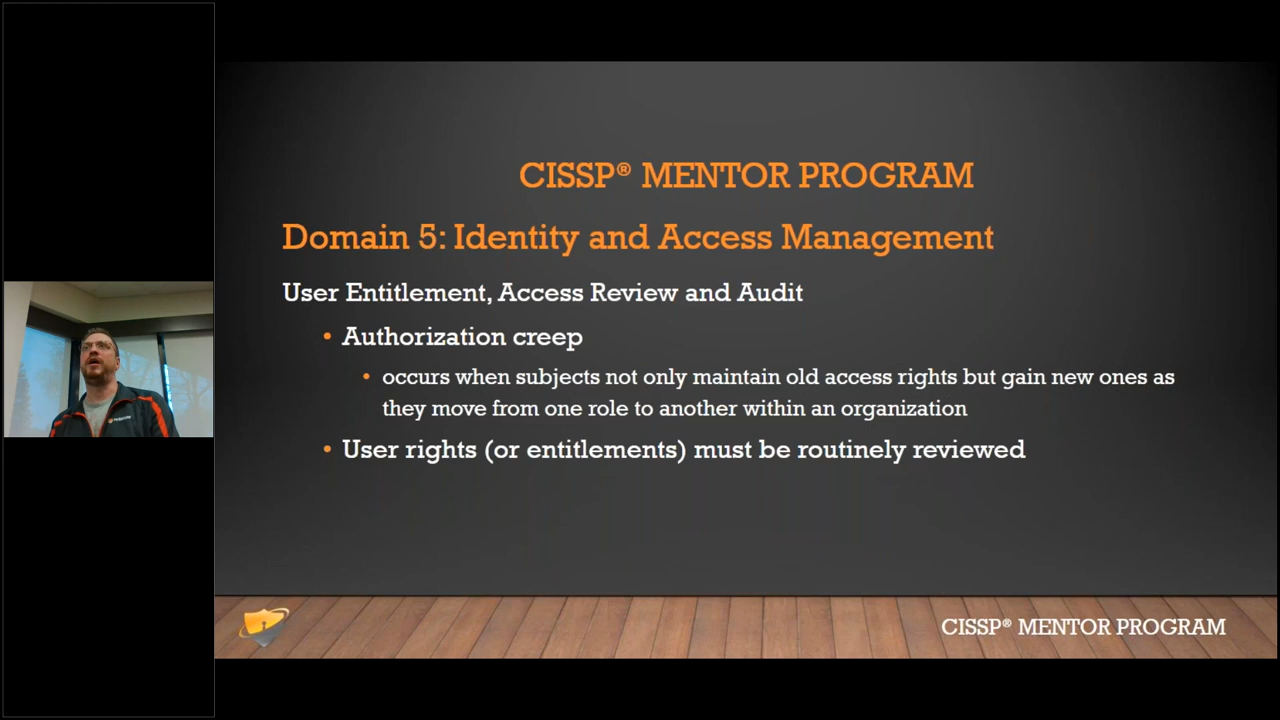 CISSP® MENTOR PROGRAM
Domain 5: Identity and Access Management
User Entitlement, Access Review and Audit
• Authorization creep
• occurs when subjects not only maintain old access rights but gain new ones as
they move from one role to another within an organization
• User rights (or entitlements) must be routinely reviewed
CISSP® MENTOR PROGRAM